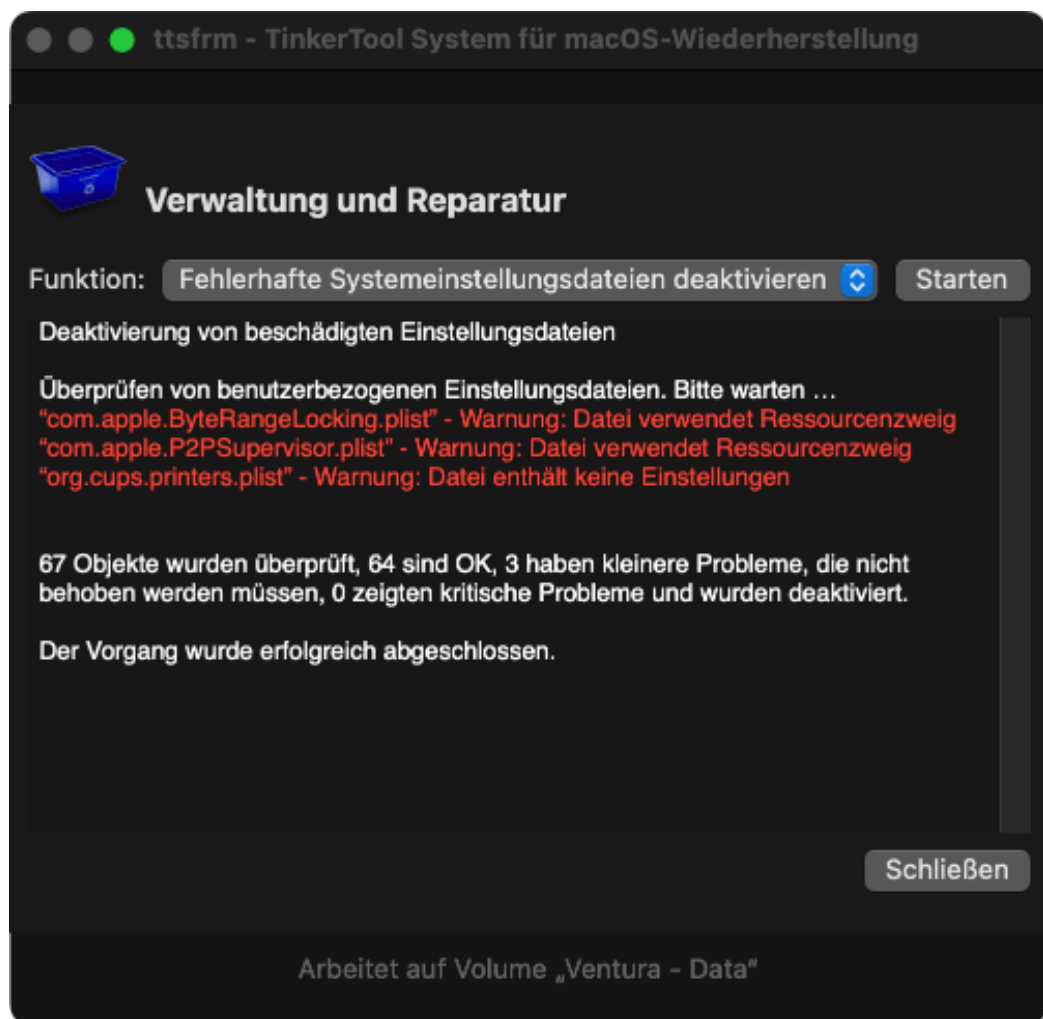 ttsfrm - TinkerTool System für macOS-Wiederherstellung
Verwaltung und Reparatur
Funktion: Fehlerhafte Systemeinstellungsdateien deaktivieren Starten
Deaktivierung von beschädigten Einstellungsdateien
Überprüfen von benutzerbezogenen Einstellungsdateien. Bitte warten …
“com.apple.ByteRangeLocking.plist” - Warnung: Datei verwendet Ressourcenzweig
“com.apple.P2PSupervisor.plist” - Warnung: Datei verwendet Ressourcenzweig
“org.cups.printers.plist” - Warnung: Datei enthält keine Einstellungen
67 Objekte wurden überprüft, 64 sind OK, 3 haben kleinere Probleme, die nicht
behoben werden müssen, 0 zeigten kritische Probleme und wurden deaktiviert.
Der Vorgang wurde erfolgreich abgeschlossen.
Schließen
Arbeitet auf Volume „Ventura – Data“